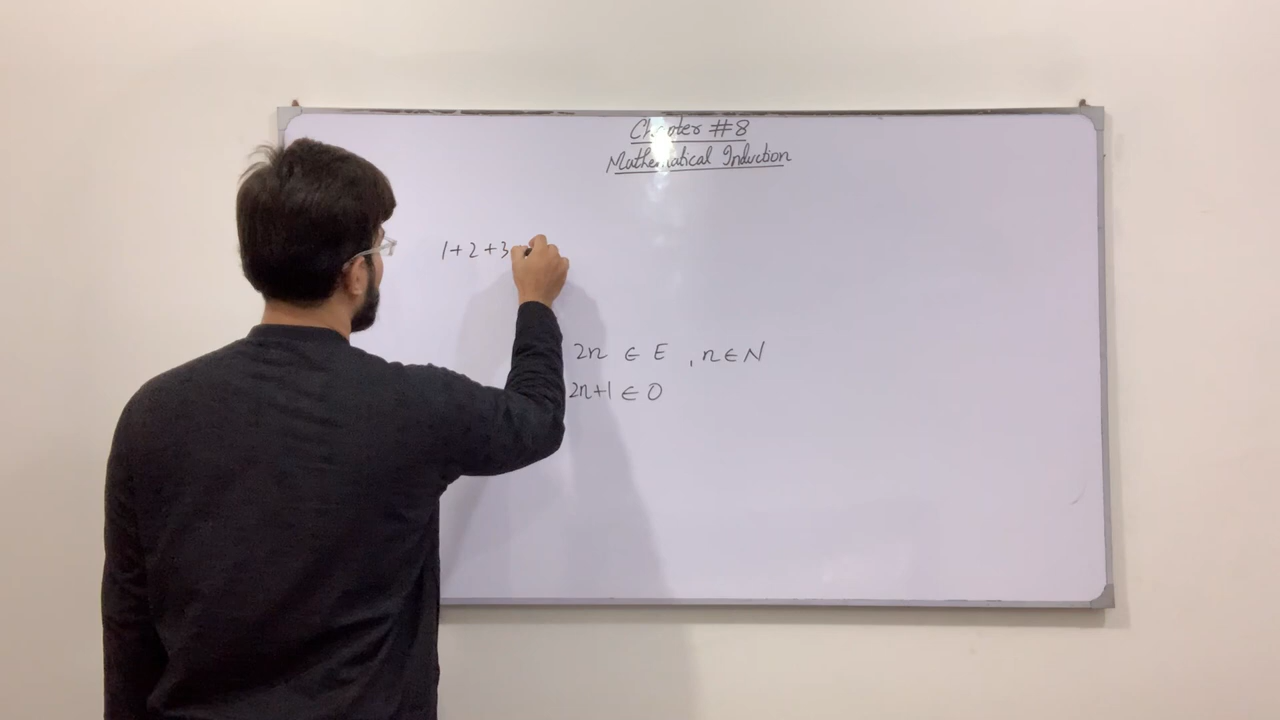 Chapter #8
Mathematical Induction
1+2+3
2n ∈ E , n∈N
2n+1 ∈ O